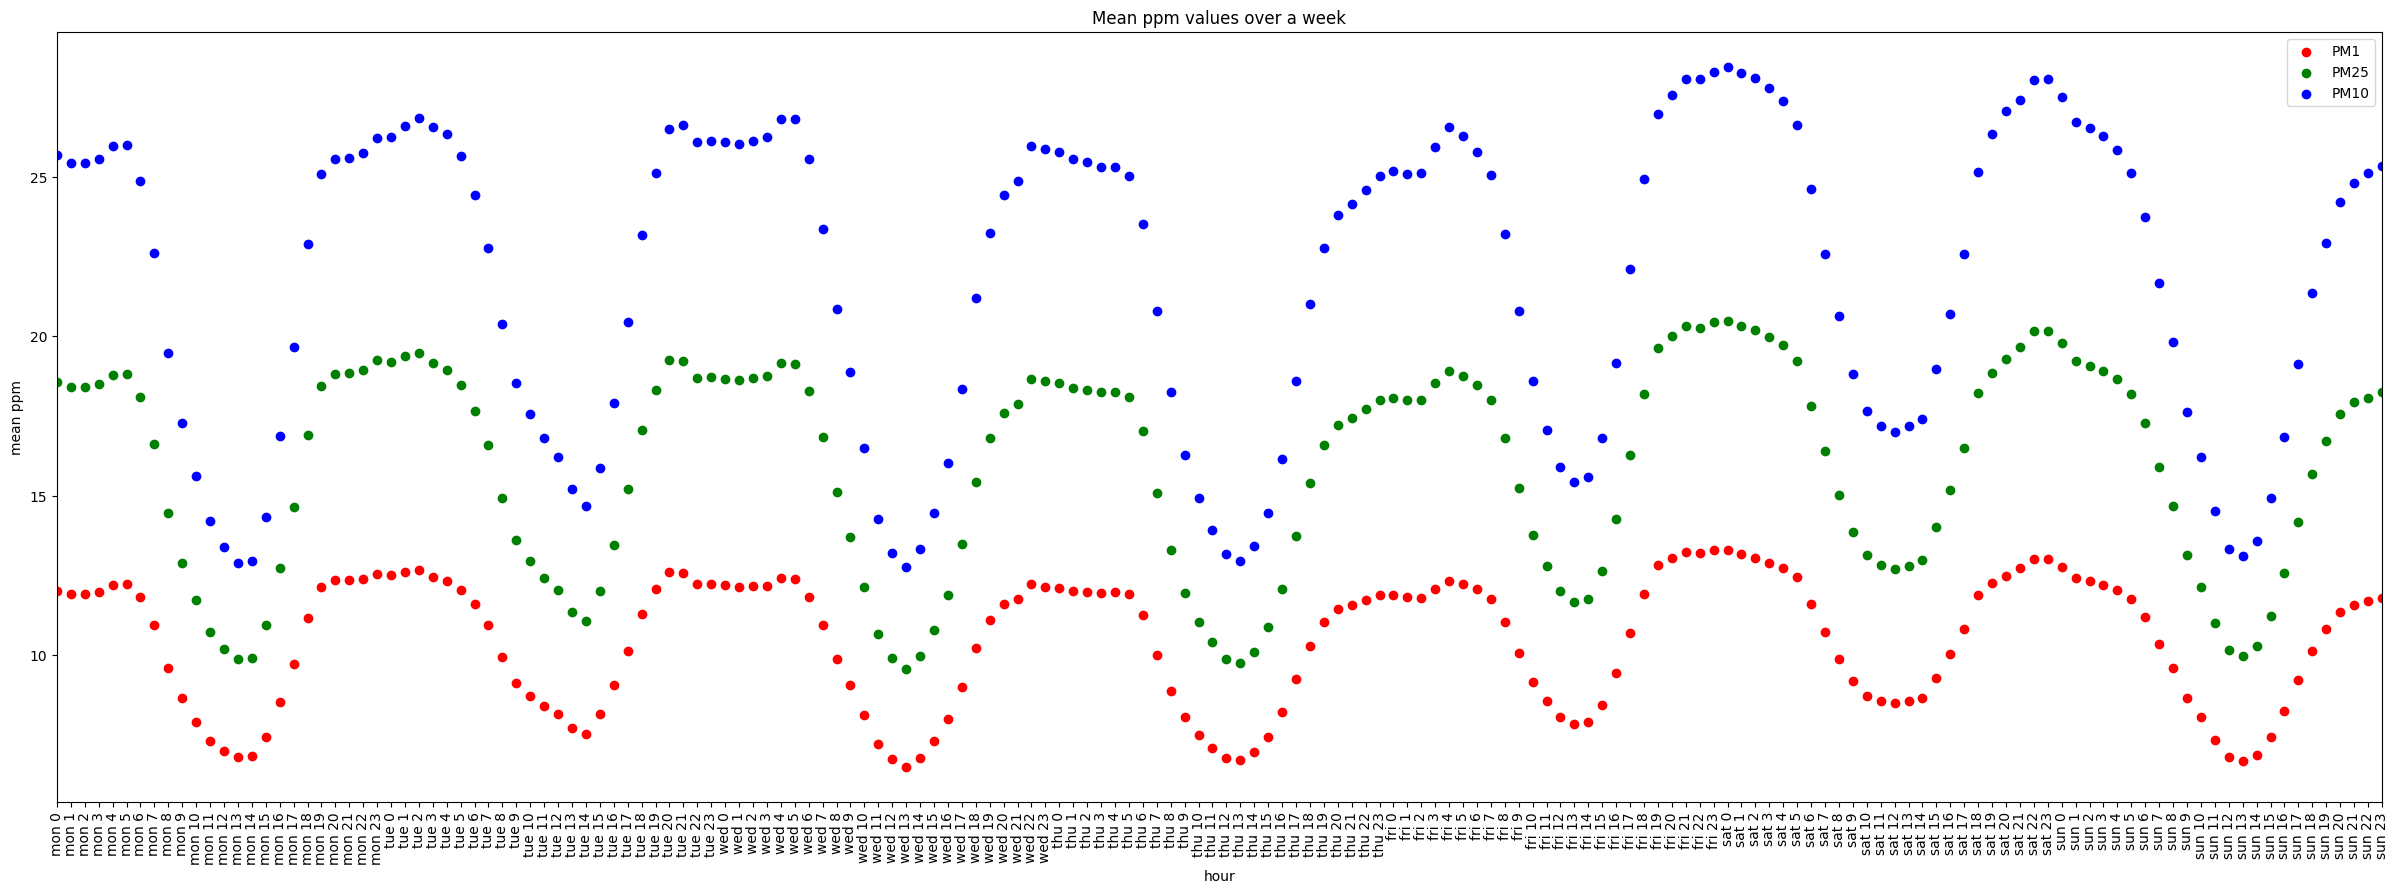 Mean ppm values over a week
PM1
PM25
PM10
mean ppm
25
20
15
10
mon 0
mon 1
mon 2
mon 3
mon 4
mon 5
mon 6
mon 7
mon 8
mon 9
mon 10
mon 11
mon 12
mon 13
mon 14
mon 15
mon 16
mon 17
mon 18
mon 19
mon 20
mon 21
mon 22
mon 23
tue 0
tue 1
tue 2
tue 3
tue 4
tue 5
tue 6
tue 7
tue 8
tue 9
tue 10
tue 11
tue 12
tue 13
tue 14
tue 15
tue 16
tue 17
tue 18
tue 19
tue 20
tue 21
tue 22
tue 23
wed 0
wed 1
wed 2
wed 3
wed 4
wed 5
wed 6
wed 7
wed 8
wed 9
wed 10
wed 11
wed 12
wed 13
wed 14
wed 15
wed 16
wed 17
wed 18
wed 19
wed 20
wed 21
wed 22
wed 23
thu 0
thu 1
thu 2
thu 3
thu 4
thu 5
thu 6
thu 7
thu 8
thu 9
thu 10
thu 11
thu 12
thu 13
thu 14
thu 15
thu 16
thu 17
thu 18
thu 19
thu 20
thu 21
thu 22
thu 23
fri 0
fri 1
fri 2
fri 3
fri 4
fri 5
fri 6
fri 7
fri 8
fri 9
fri 10
fri 11
fri 12
fri 13
fri 14
fri 15
fri 16
fri 17
fri 18
fri 19
fri 20
fri 21
fri 22
fri 23
sat 0
sat 1
sat 2
sat 3
sat 4
sat 5
sat 6
sat 7
sat 8
sat 9
sat 10
sat 11
sat 12
sat 13
sat 14
sat 15
sat 16
sat 17
sat 18
sat 19
sat 20
sat 21
sat 22
sat 23
sun 0
sun 1
sun 2
sun 3
sun 4
sun 5
sun 6
sun 7
sun 8
sun 9
sun 10
sun 11
sun 12
sun 13
sun 14
sun 15
sun 16
sun 17
sun 18
sun 19
sun 20
sun 21
sun 22
sun 23
hour